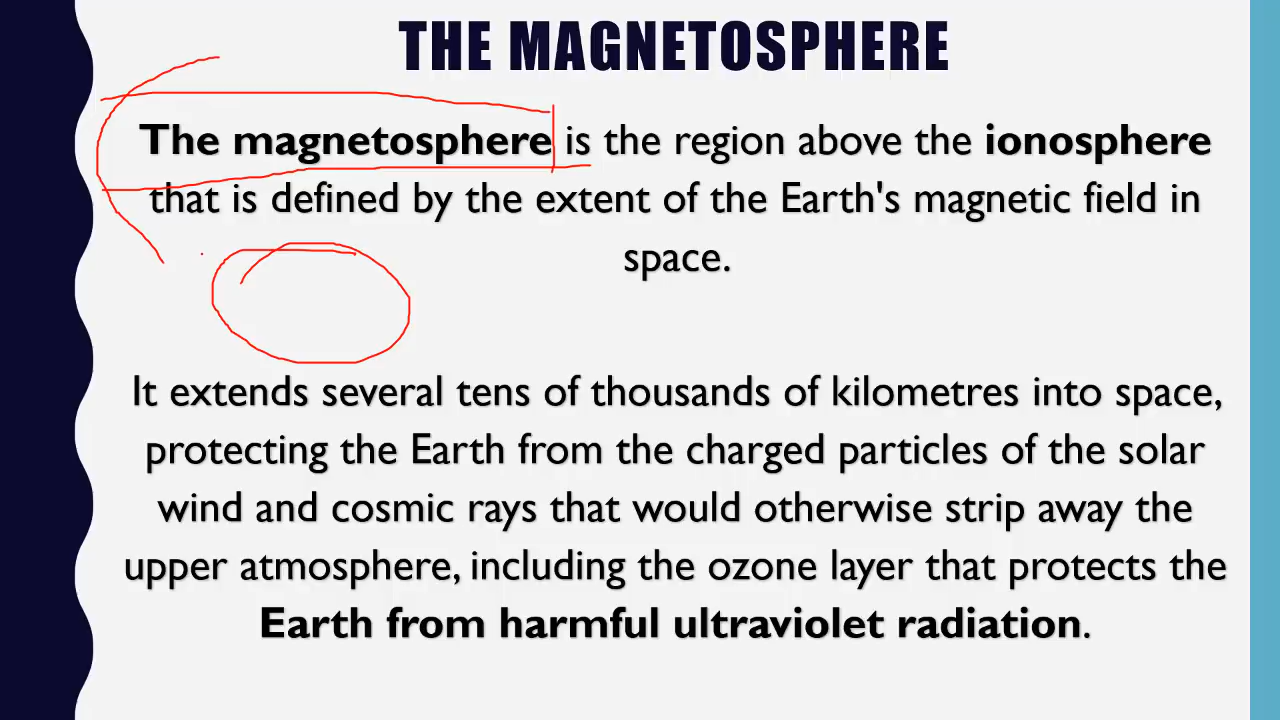 THE MAGNETOSPHERE
The magnetosphere is the region above the ionosphere
that is defined by the extent of the Earth's magnetic field in
space.
It extends several tens of thousands of kilometres into space,
protecting the Earth from the charged particles of the solar
wind and cosmic rays that would otherwise strip away the
upper atmosphere, including the ozone layer that protects the
Earth from harmful ultraviolet radiation.